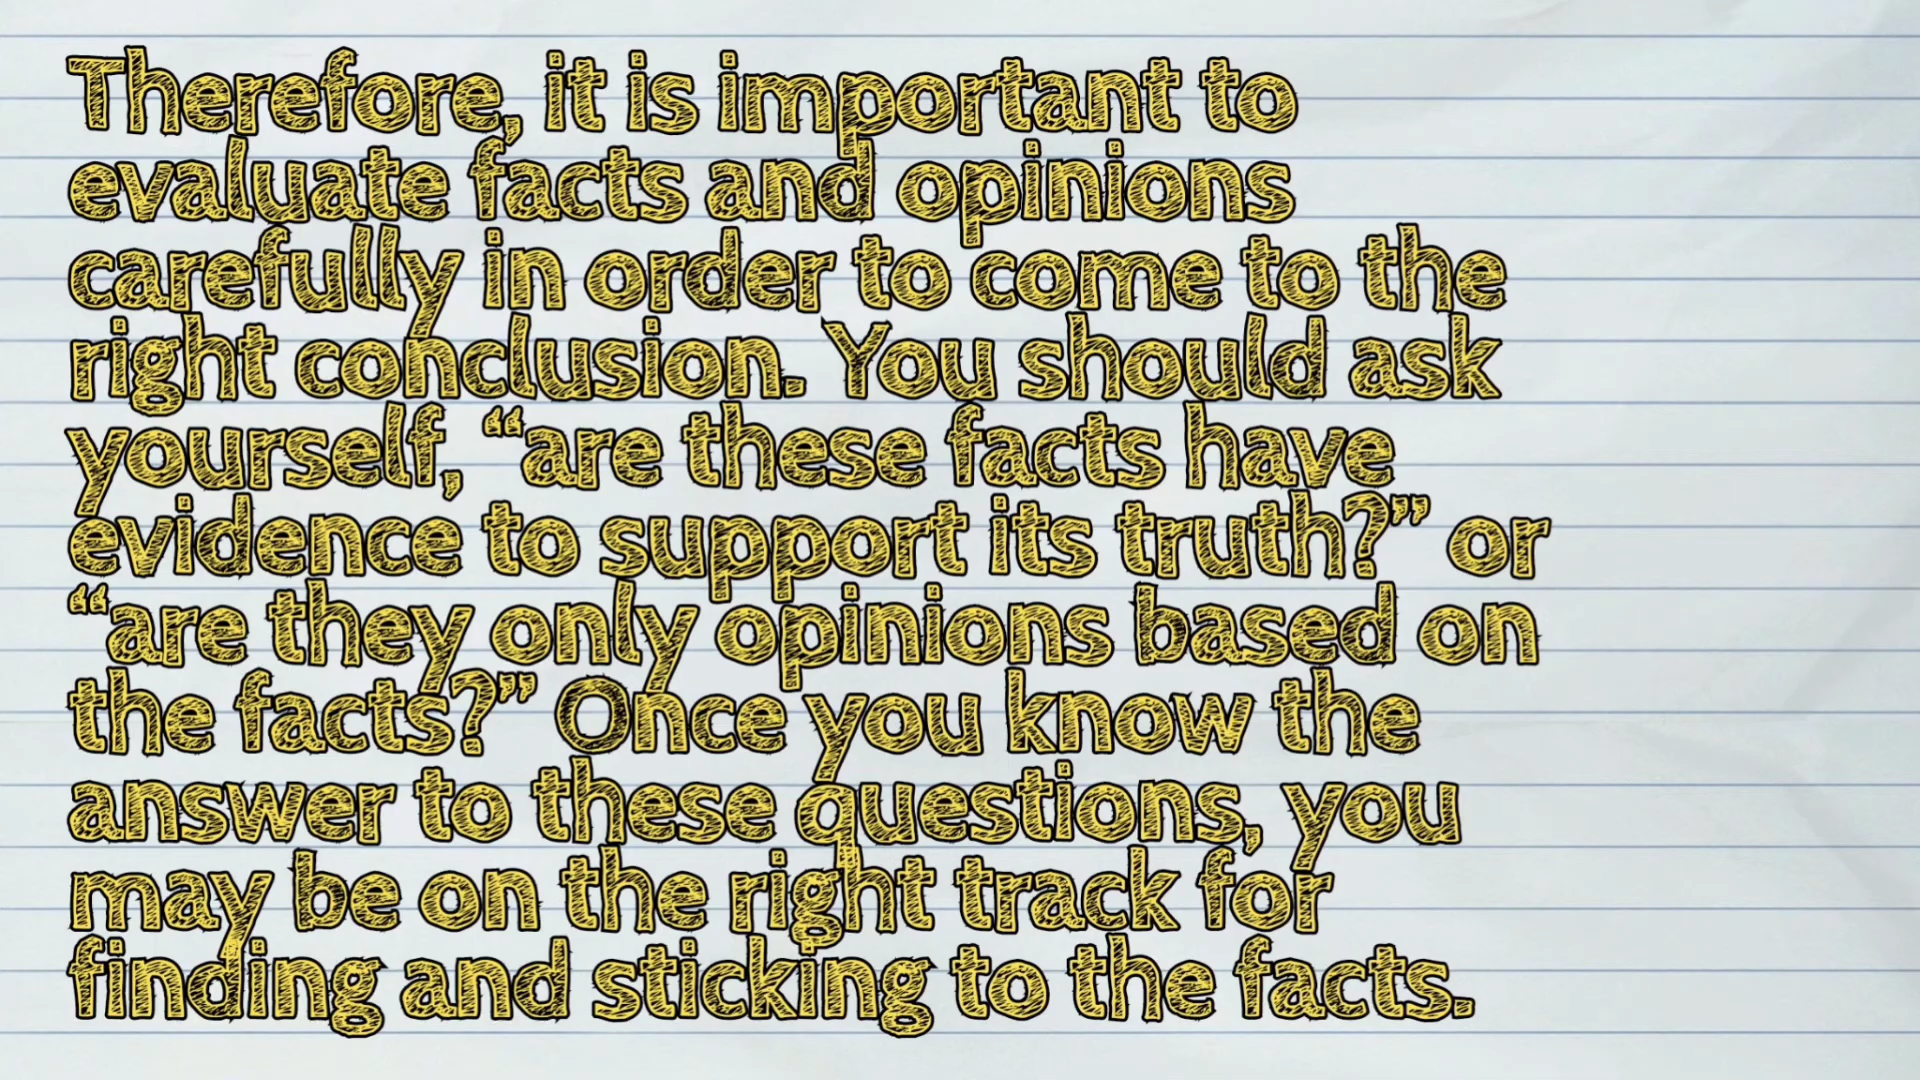 Therefore, it is important to
evaluate facts and opinions
carefully in order to come to the
right conclusion. You should ask
yourself, “are these facts have
evidence to support its truth?” or
“are they only opinions based on
the facts?” Once you know the
answer to these questions, you
may be on the right track for
finding and sticking to the facts.